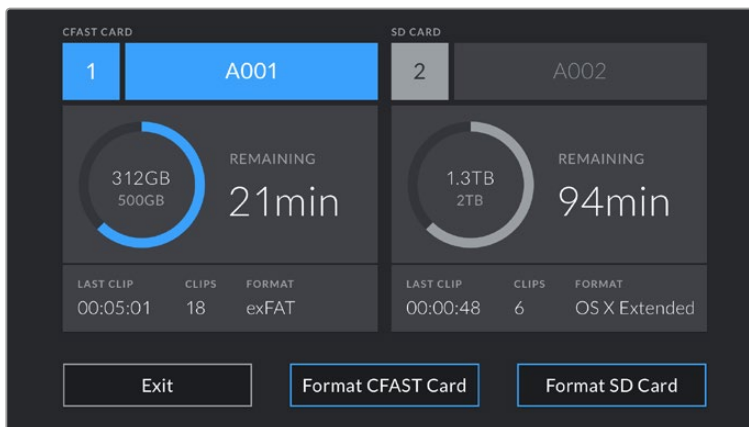 CFAST CARD
1
A001
312GB
500GB
REMAINING
21min
LAST CLIP
CLIPS
FORMAT
00:05:01
18
exFAT
SD CARD
2
A002
1.3TB
2TB
REMAINING
94min
LAST CLIP
CLIPS
FORMAT
00:00:48
6
OS X Extended
Exit
Format CFAST Card
Format SD Card